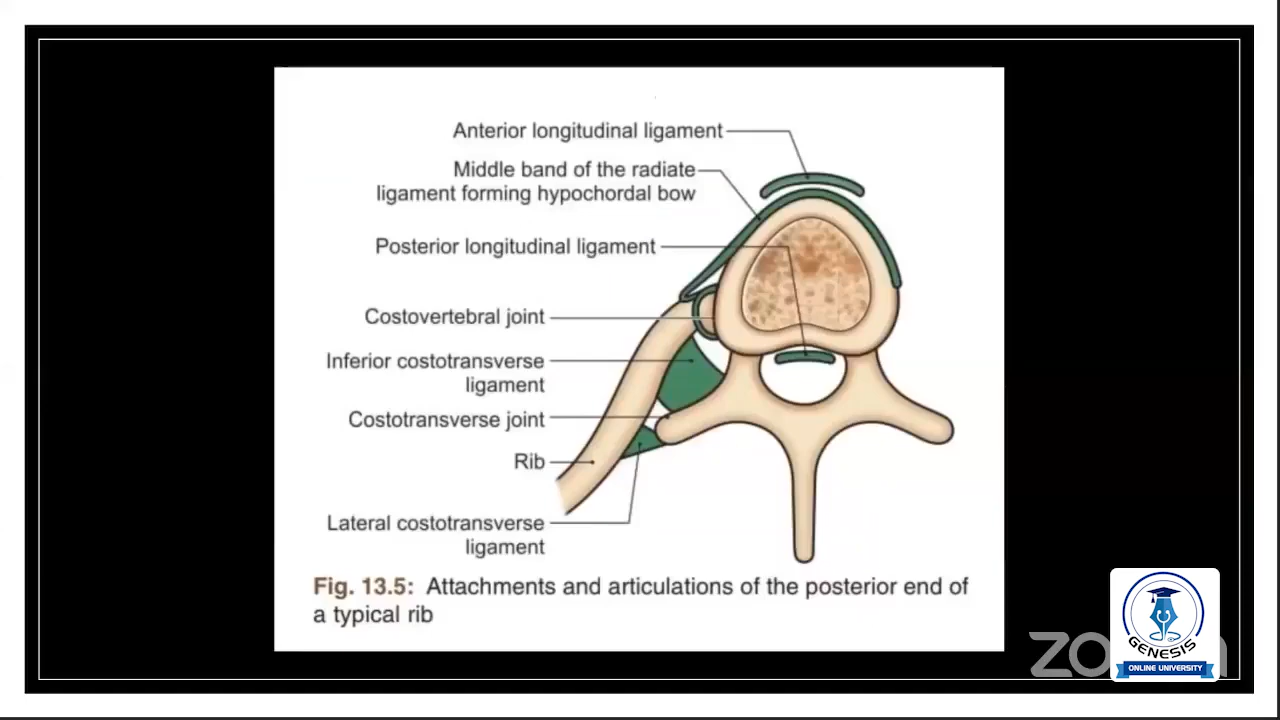 Anterior longitudinal ligament
Middle band of the radiate
ligament forming hypochordal bow
Posterior longitudinal ligament
Costovertebral joint
Inferior costotransverse
ligament
Costotransverse joint
Rib
Lateral costotransverse
ligament
Fig. 13.5: Attachments and articulations of the posterior end of
a typical rib
GENESIS
ONLINE UNIVERSITY